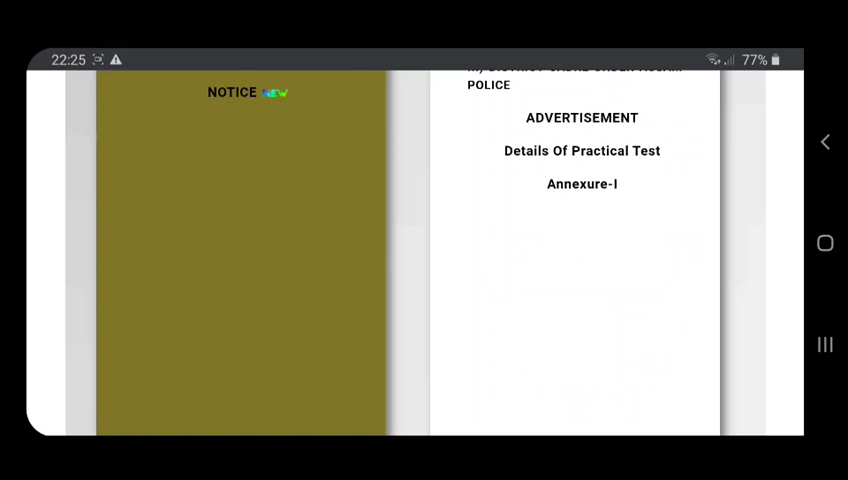 22:25
77%
NOTICE NEW
POLICE
ADVERTISEMENT
Details Of Practical Test
Annexure-I